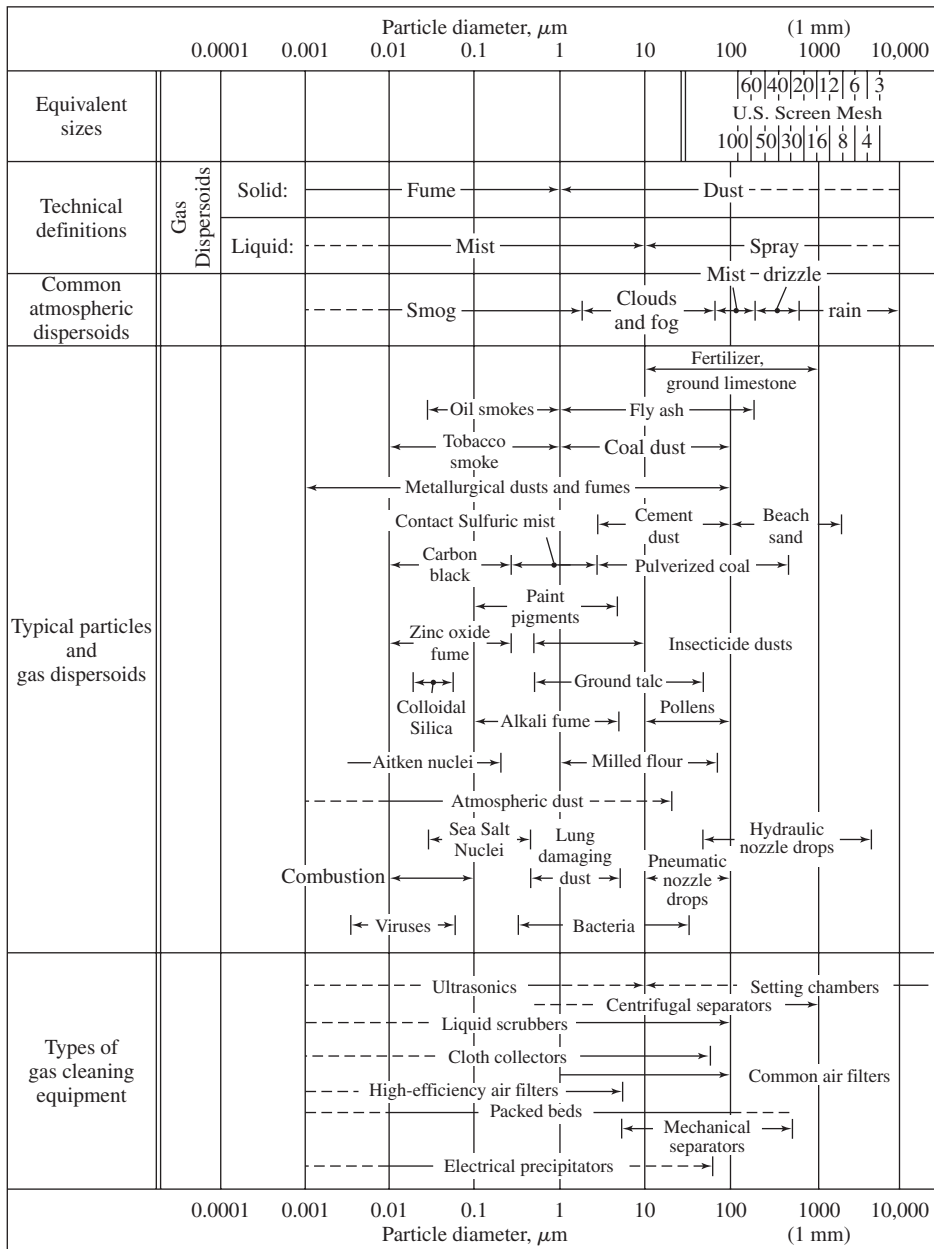 Particle diameter, μm (1 mm)
0.0001 0.001 0.01 0.1 1 10 100 1000 10,000
Equivalent
sizes
60 40 20 12 6 3
U.S. Screen Mesh
100 50 30 16 8 4
Technical
definitions
Gas
Dispersoids
Solid: Fume Dust
Liquid: Mist Spray
Common
atmospheric
dispersoids
Mist drizzle
Smog
Clouds
and fog
rain
Typical particles
and
gas dispersoids
Fertilizer,
ground limestone
Oil smokes Fly ash
Tobacco
smoke
Coal dust
Metallurgical dusts and fumes
Contact Sulfuric mist
Cement
dust
Beach
sand
Carbon
black
Pulverized coal
Paint
pigments
Zinc oxide
fume
Insecticide dusts
Ground talc
Colloidal
Silica
Alkali fume
Pollens
Aitken nuclei Milled flour
Atmospheric dust
Sea Salt
Nuclei
Lung
damaging
dust
Hydraulic
nozzle drops
Combustion
Pneumatic
nozzle
drops
Viruses Bacteria
Types of
gas cleaning
equipment
Ultrasonics Setting chambers
Centrifugal separators
Liquid scrubbers
Cloth collectors
Common air filters
High-efficiency air filters
Packed beds
Mechanical
separators
Electrical precipitators
0.0001 0.001 0.01 0.1 1 10 100 1000 10,000
Particle diameter, μm (1 mm)